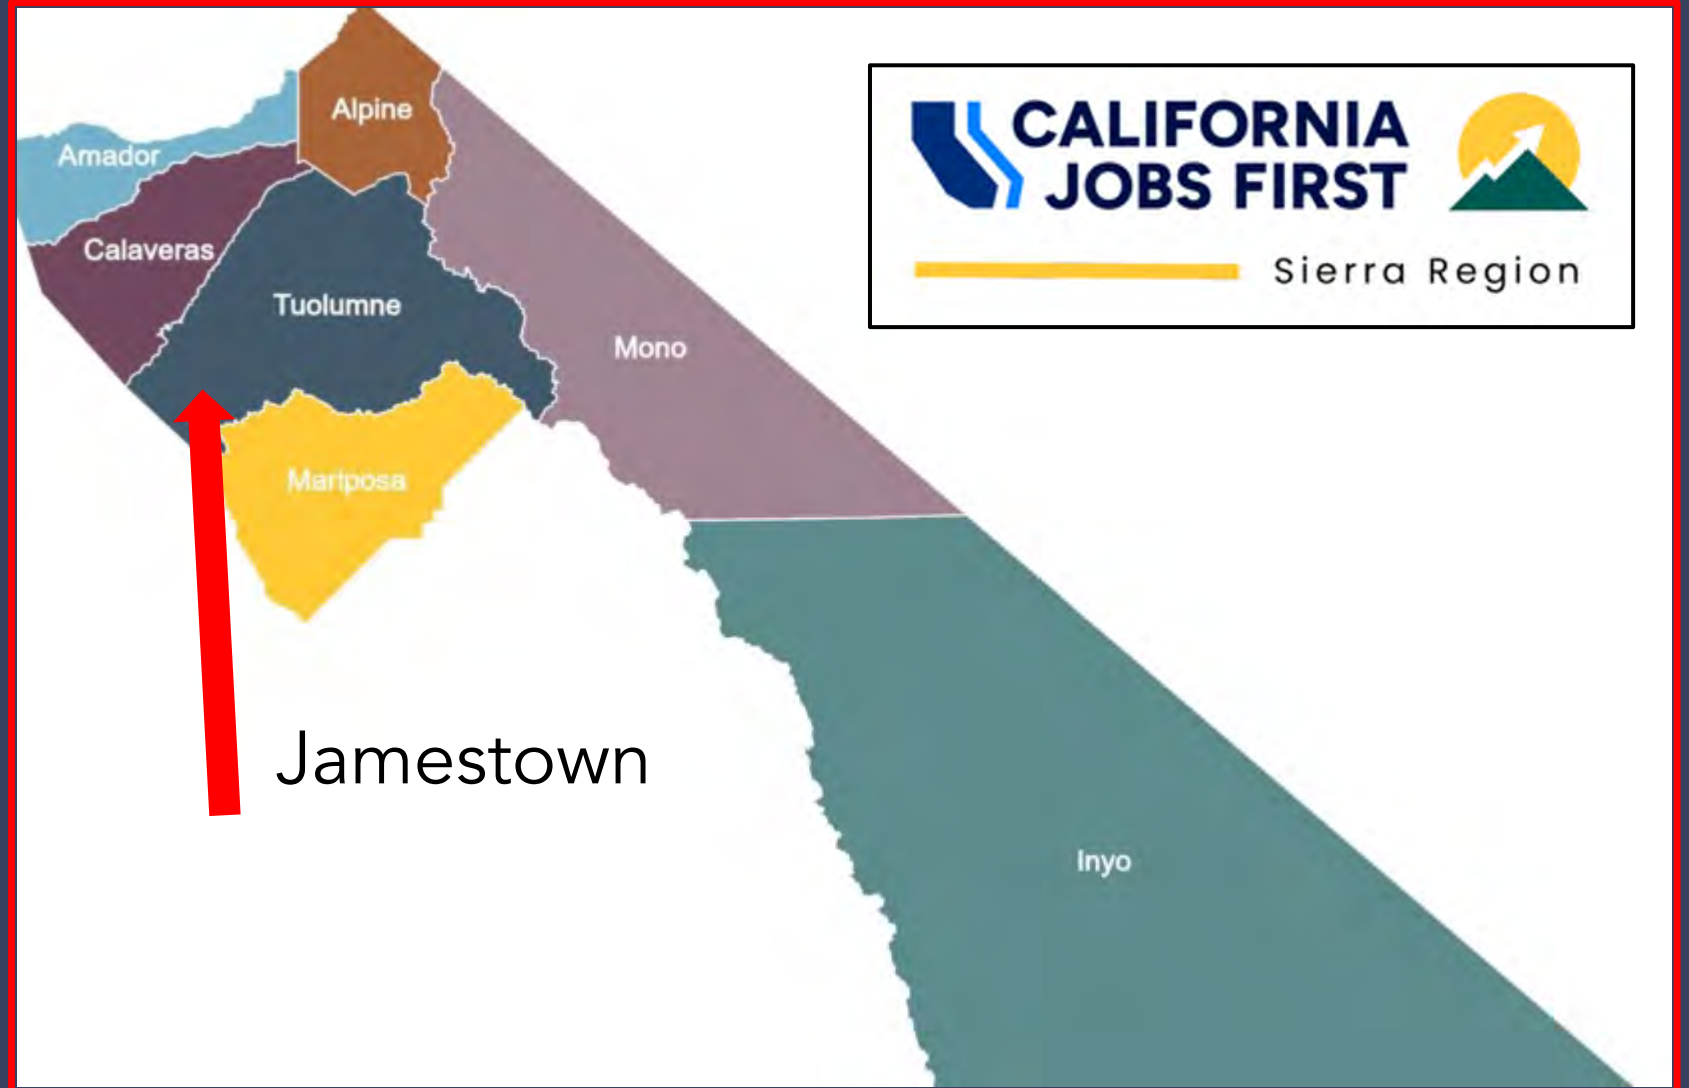 Alpine
Amador
Calaveras
Tuolumne
Mono
Mariposa
Inyo
Jamestown
CALIFORNIA
JOBS FIRST
Sierra Region